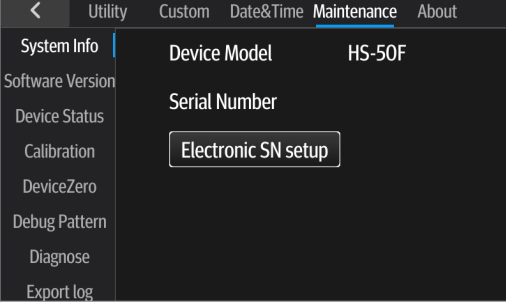 Utility Custom Date&Time Maintenance About
System Info
Device Model HS-50F
Software Version
Serial Number
Device Status
Electronic SN setup
Calibration
DeviceZero
Debug Pattern
Diagnose
Export log